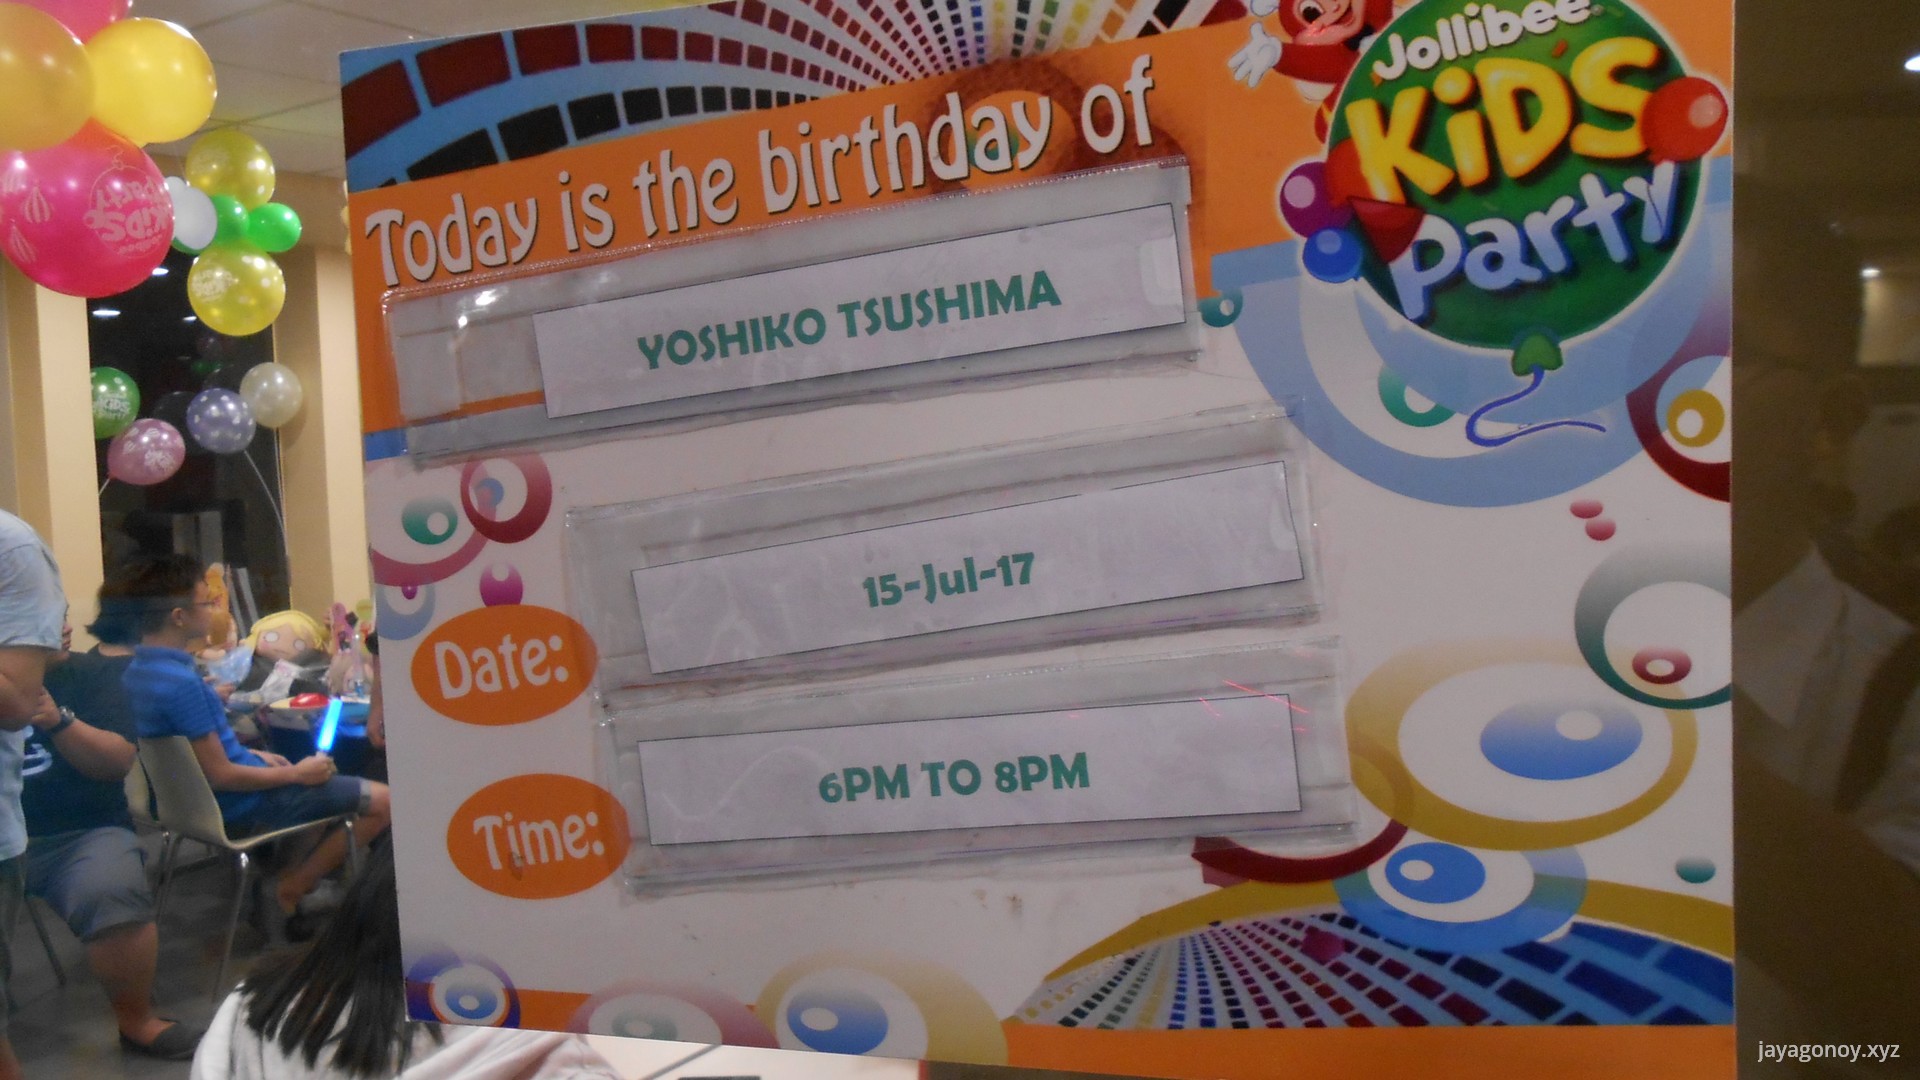 Today is the birthday of
Jollibee
KiDS
Party
YOSHIKO TSUSHIMA
Date:
15-Jul-17
Time:
6PM TO 8PM
jayagonoy.xyz